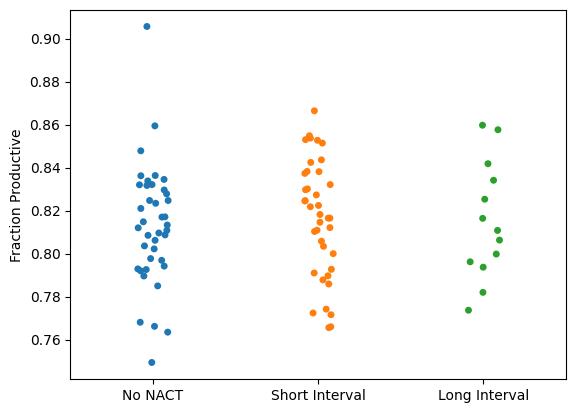 Fraction Productive
0.90
0.88
0.86
0.84
0.82
0.80
0.78
0.76
No NACT
Short Interval
Long Interval